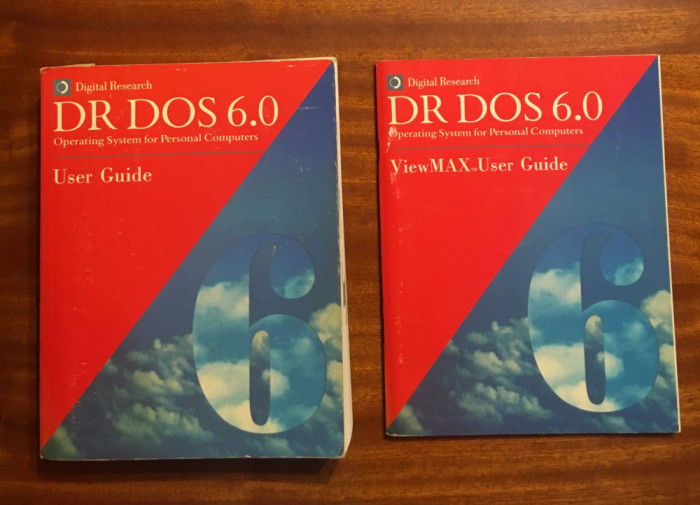 Digital Research
DR DOS 6.0
Operating System for Personal Computers
User Guide
6
Digital Research
DR DOS 6.0
Operating System for Personal Computers
ViewMAX™ User Guide
6